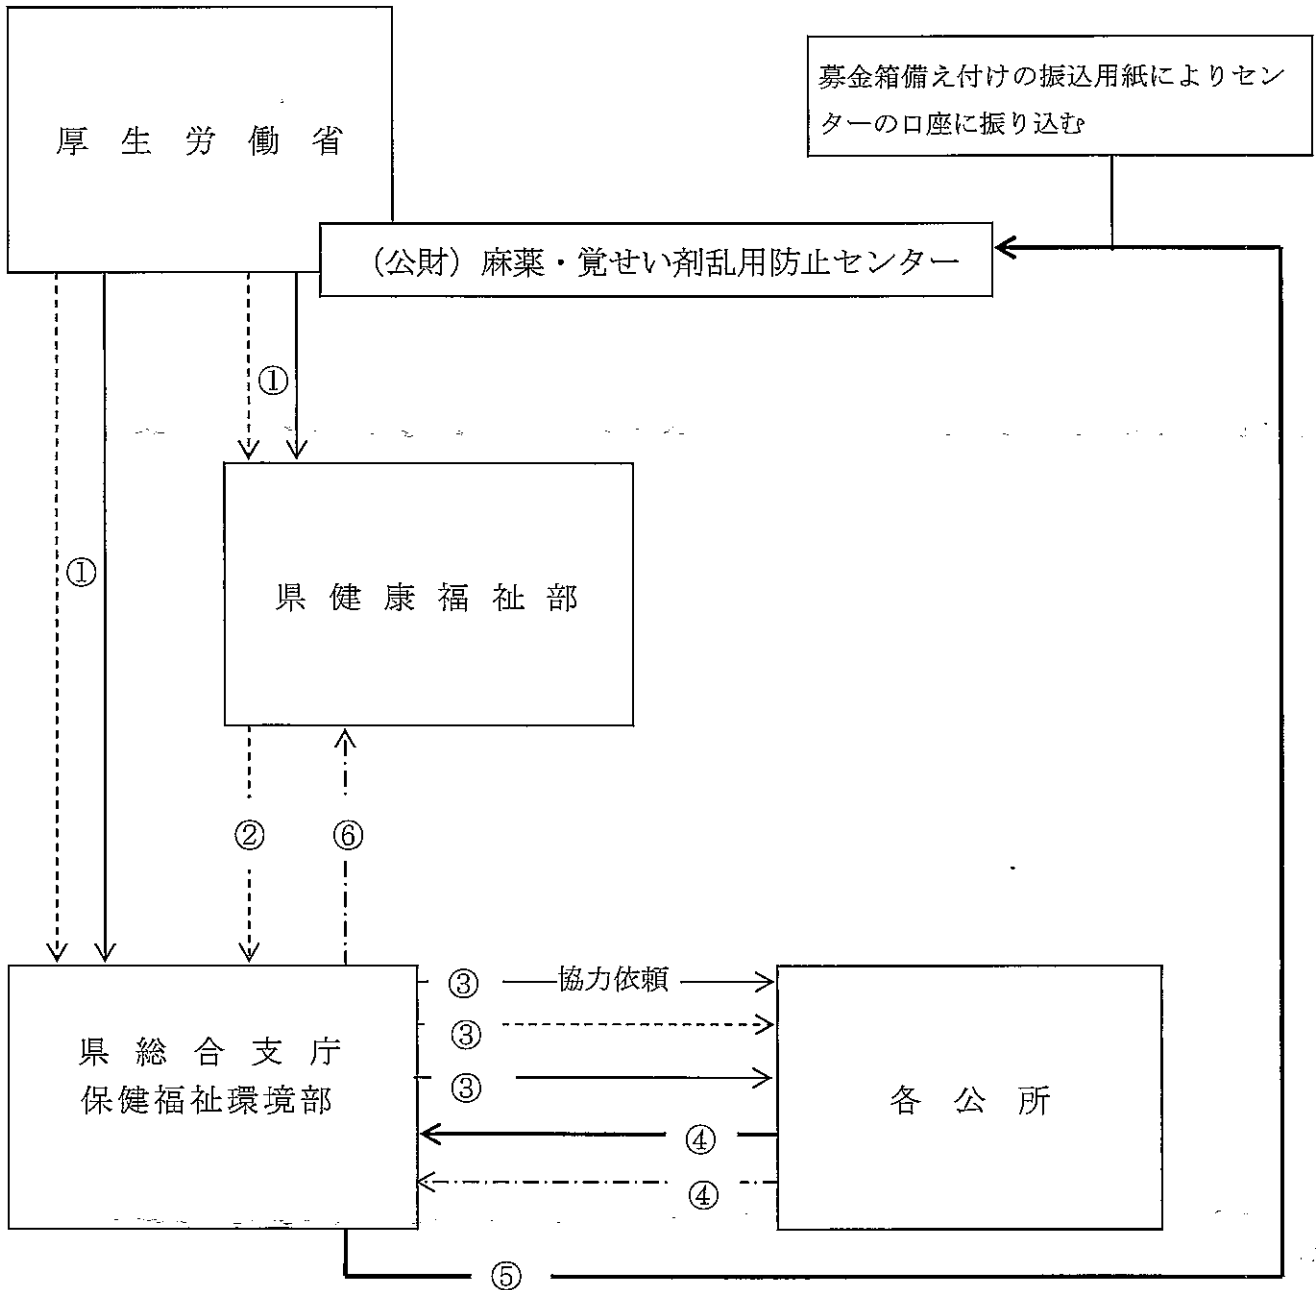 厚生労働省
募金箱備え付けの振込用紙によりセン
ターの口座に振り込む
（公財）麻薬・覚せい剤乱用防止センター
①
①
県健康福祉部
②
⑥
県総合支庁
保健福祉環境部
③
協力依頼
③
③
④
④
各公所
⑤